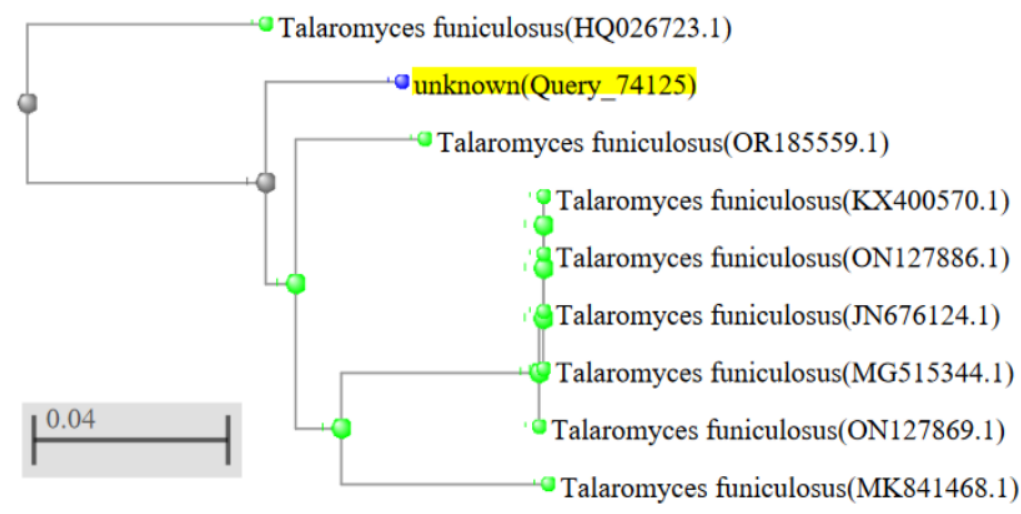 Talaromyces funiculosus(HQ026723.1)
unknown(Query_74125)
Talaromyces funiculosus(OR185559.1)
Talaromyces funiculosus(KX400570.1)
Talaromyces funiculosus(ON127886.1)
Talaromyces funiculosus(JN676124.1)
Talaromyces funiculosus(MG515344.1)
0.04
Talaromyces funiculosus(ON127869.1)
Talaromyces funiculosus(MK841468.1)